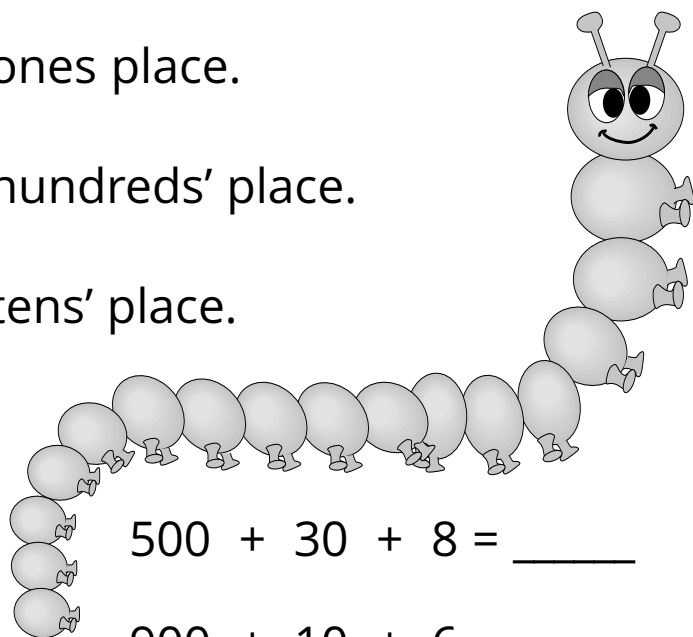 ones place.
hundreds’ place.
tens’ place.
500 + 30 + 8 = ______